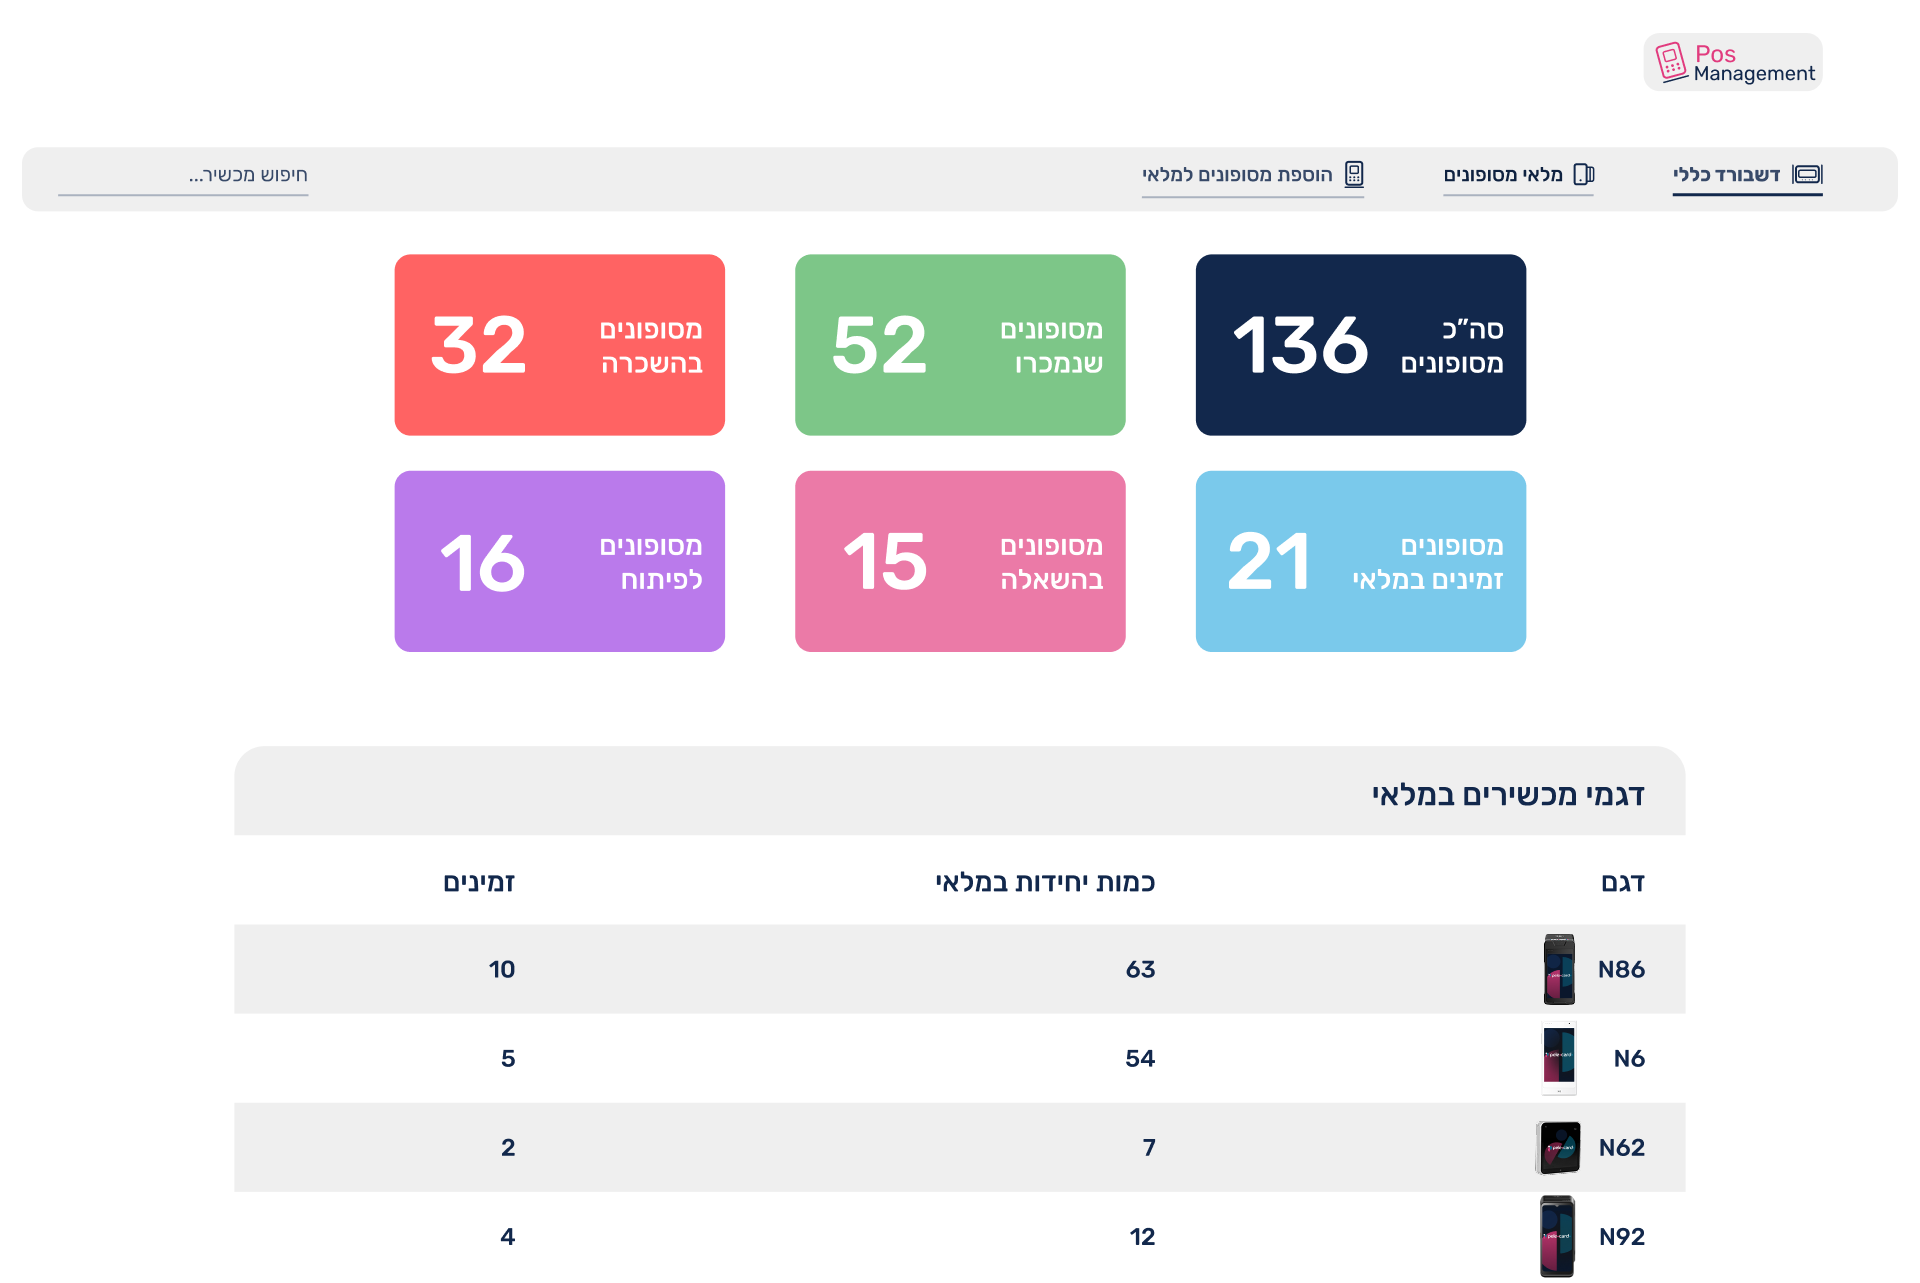 Pos
Management
דשבורד כללי
מלאי מסופונים
הוספת מסופונים למלאי
חיפוש מכשיר...
סה”כ
מסופונים
136
מסופונים
שנמכרו
52
מסופונים
בהשכרה
32
מסופונים
זמינים במלאי
21
מסופונים
בהשאלה
15
מסופונים
לפיתוח
16
דגמי מכשירים במלאי
דגם כמות יחידות במלאי זמינים
N86 63 10
N6 54 5
N62 7 2
N92 12 4